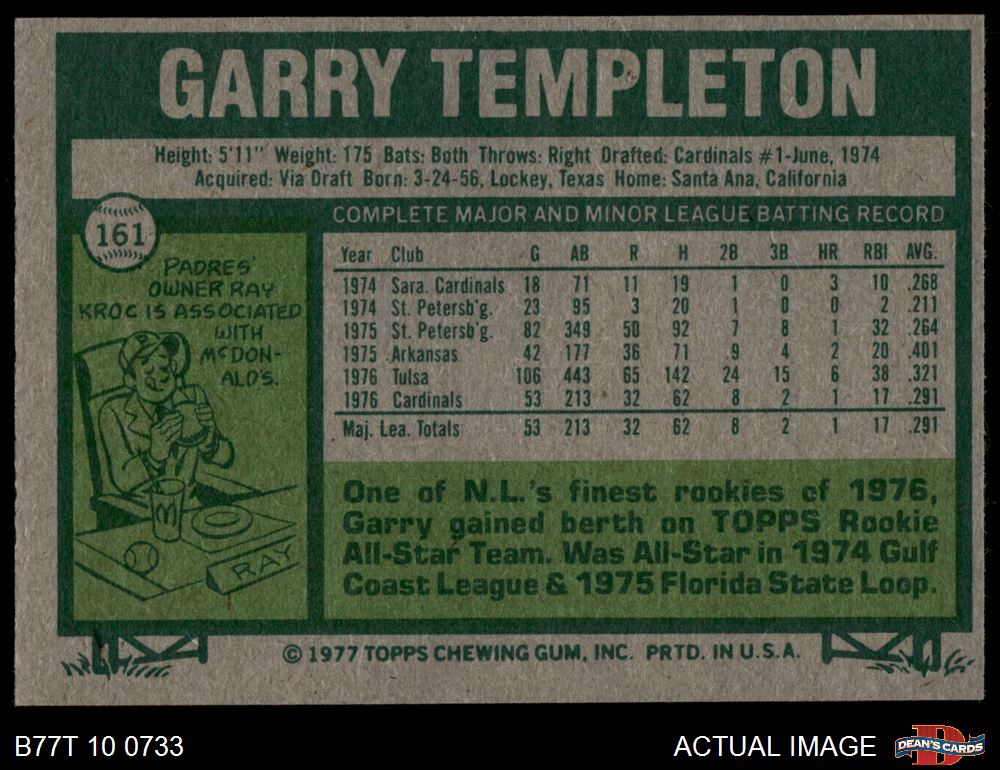 GARRY TEMPLETON
Height: 5'11" Weight: 175 Bats: Both Throws: Right Drafted: Cardinals #1-June, 1974
Acquired: Via Draft Born: 3-24-56, Lockey, Texas Home: Santa Ana, California
161
PADRES'
OWNER RAY
KROC IS ASSOCIATED
WITH
McDON-
ALD'S.
M
RAY
COMPLETE MAJOR AND MINOR LEAGUE BATTING RECORD
Year Club G AB R H 2B 3B HR RBI AVG.
1974 Sara. Cardinals 18 71 11 19 1 0 3 10 .268
1974 St. Petersb'g. 23 95 3 20 1 0 0 2 .211
1975 St. Petersb'g. 82 349 50 92 7 8 1 32 .264
1975 Arkansas 42 177 36 71 9 4 2 20 .401
1976 Tulsa 106 443 65 142 24 15 6 38 .321
1976 Cardinals 53 213 32 62 8 2 1 17 .291
Maj. Lea. Totals 53 213 32 62 8 2 1 17 .291
One of N.L.'s finest rookies of 1976,
Garry gained berth on TOPPS Rookie
All-Star Team. Was All-Star in 1974 Gulf
Coast League & 1975 Florida State Loop.
© 1977 TOPPS CHEWING GUM, INC. PRTD. IN U.S.A.
B77T 10 0733
ACTUAL IMAGE
D
DEAN'S CARDS